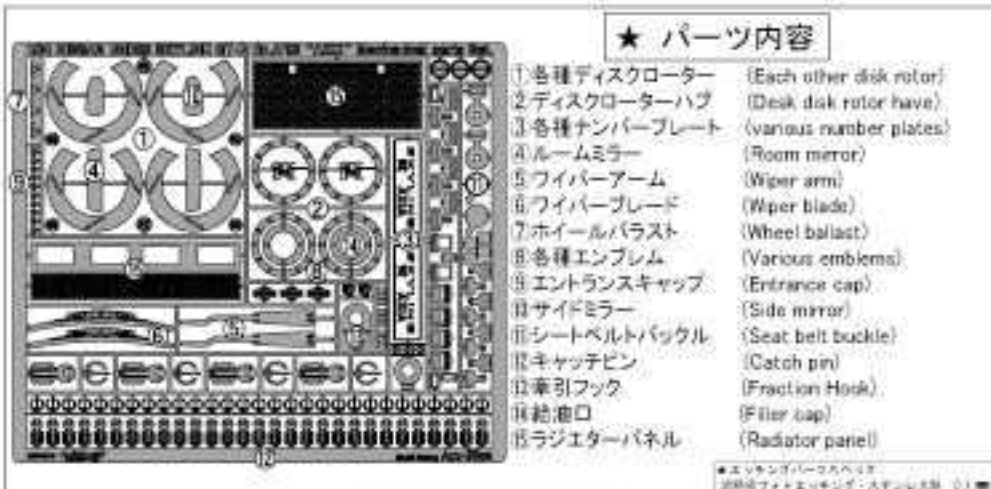 ★ パーツ内容
①各種ディスクローター (Each other disk rotor)
②ディスクローターハブ (Desk disk rotor have)
③各種ナンバープレート (various number plates)
④ルームミラー (Room mirror)
⑤ワイパーアーム (Wiper arm)
⑥ワイパーブレード (Wiper blade)
⑦ホイールバラスト (Wheel ballast)
⑧各種エンブレム (Various emblems)
⑨エントランスキャップ (Entrance cap)
⑩サイドミラー (Side mirror)
⑪シートベルトバックル (Seat belt buckle)
⑫キャッチピン (Catch pin)
⑬牽引フック (Fraction Hook)
⑭給油口 (Filler cap)
⑮ラジエターパネル (Radiator panel)